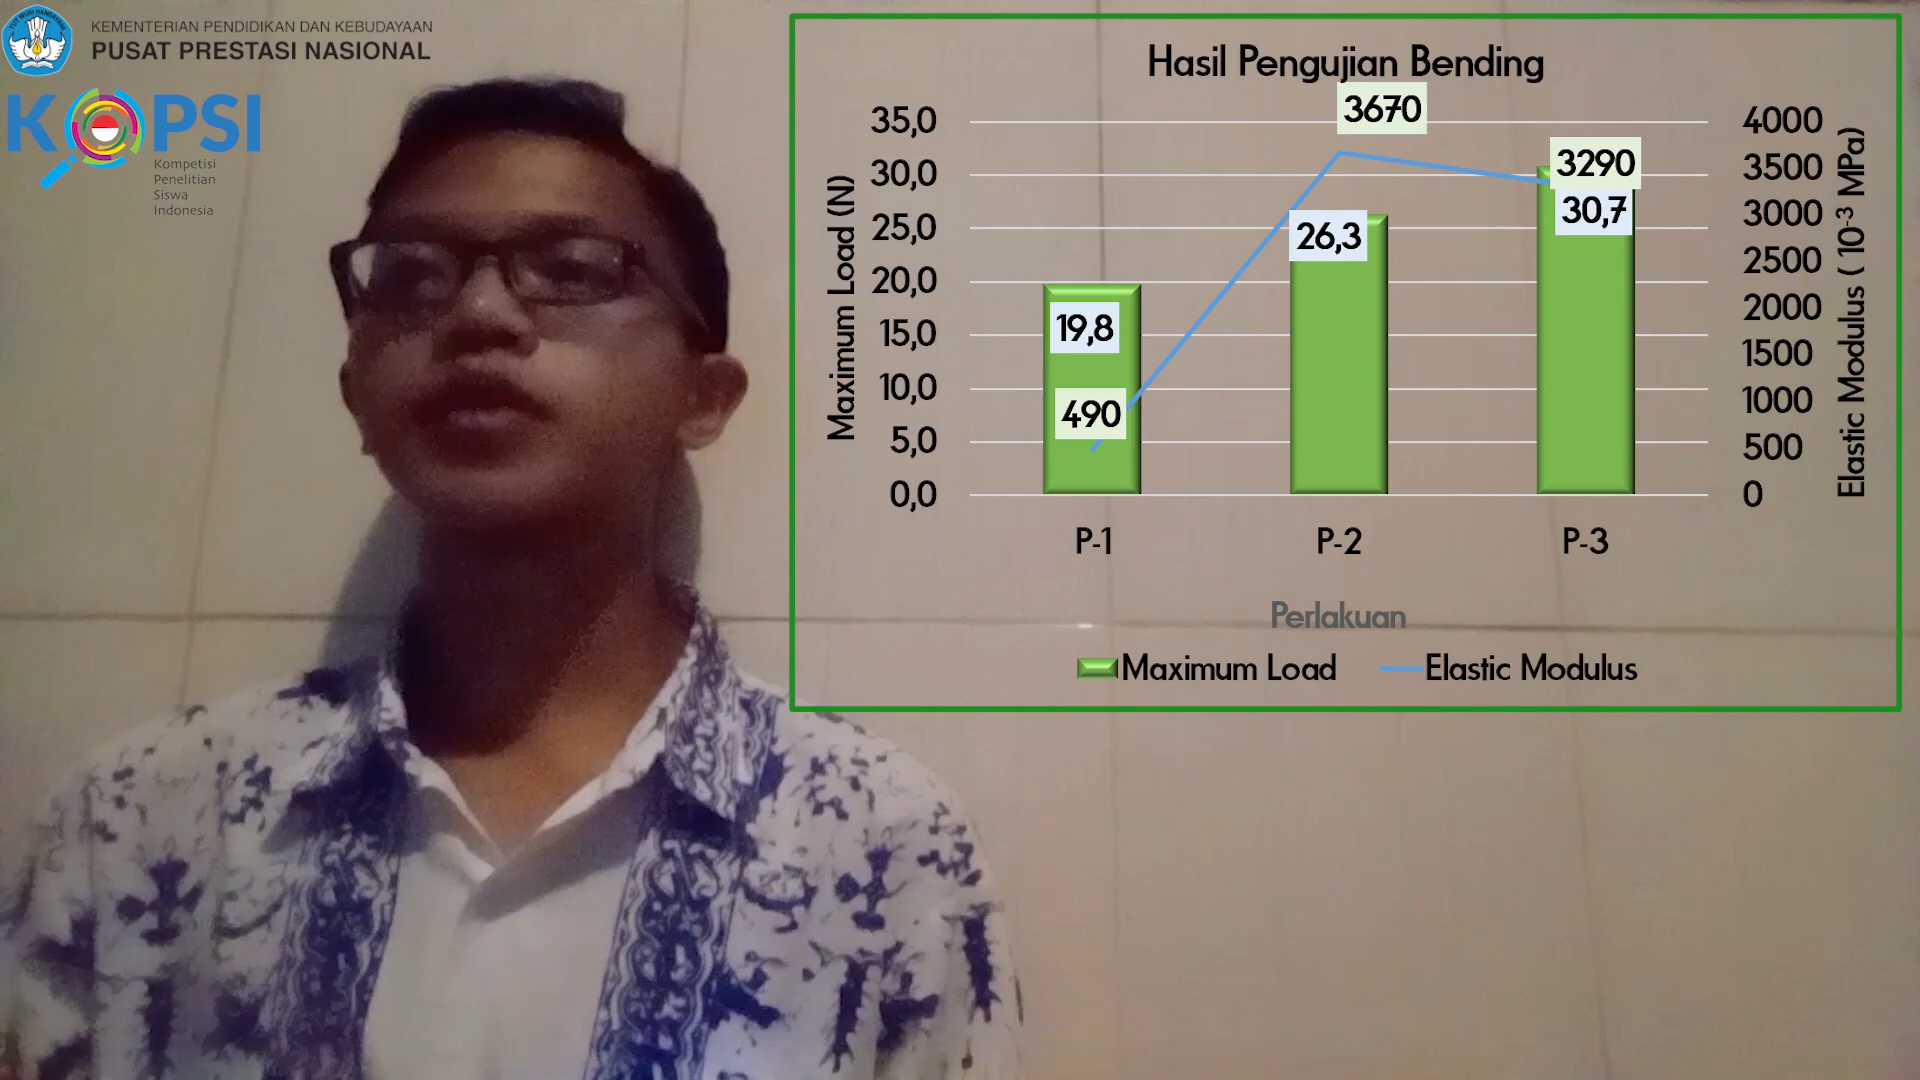 KEMENTERIAN PENDIDIKAN DAN KEBUDAYAAN
PUSAT PRESTASI NASIONAL
KOPSI
Kompetisi
Penelitian
Siswa
Indonesia
Hasil Pengujian Bending
Maximum Load (N)
35,0
30,0
25,0
20,0
15,0
10,0
5,0
0,0
19,8
490
26,3
3670
3290
30,7
4000
3500
3000
2500
2000
1500
1000
500
0
Elastic Modulus ( 10⁻³ MPa)
P-1 P-2 P-3
Perlakuan
Maximum Load Elastic Modulus